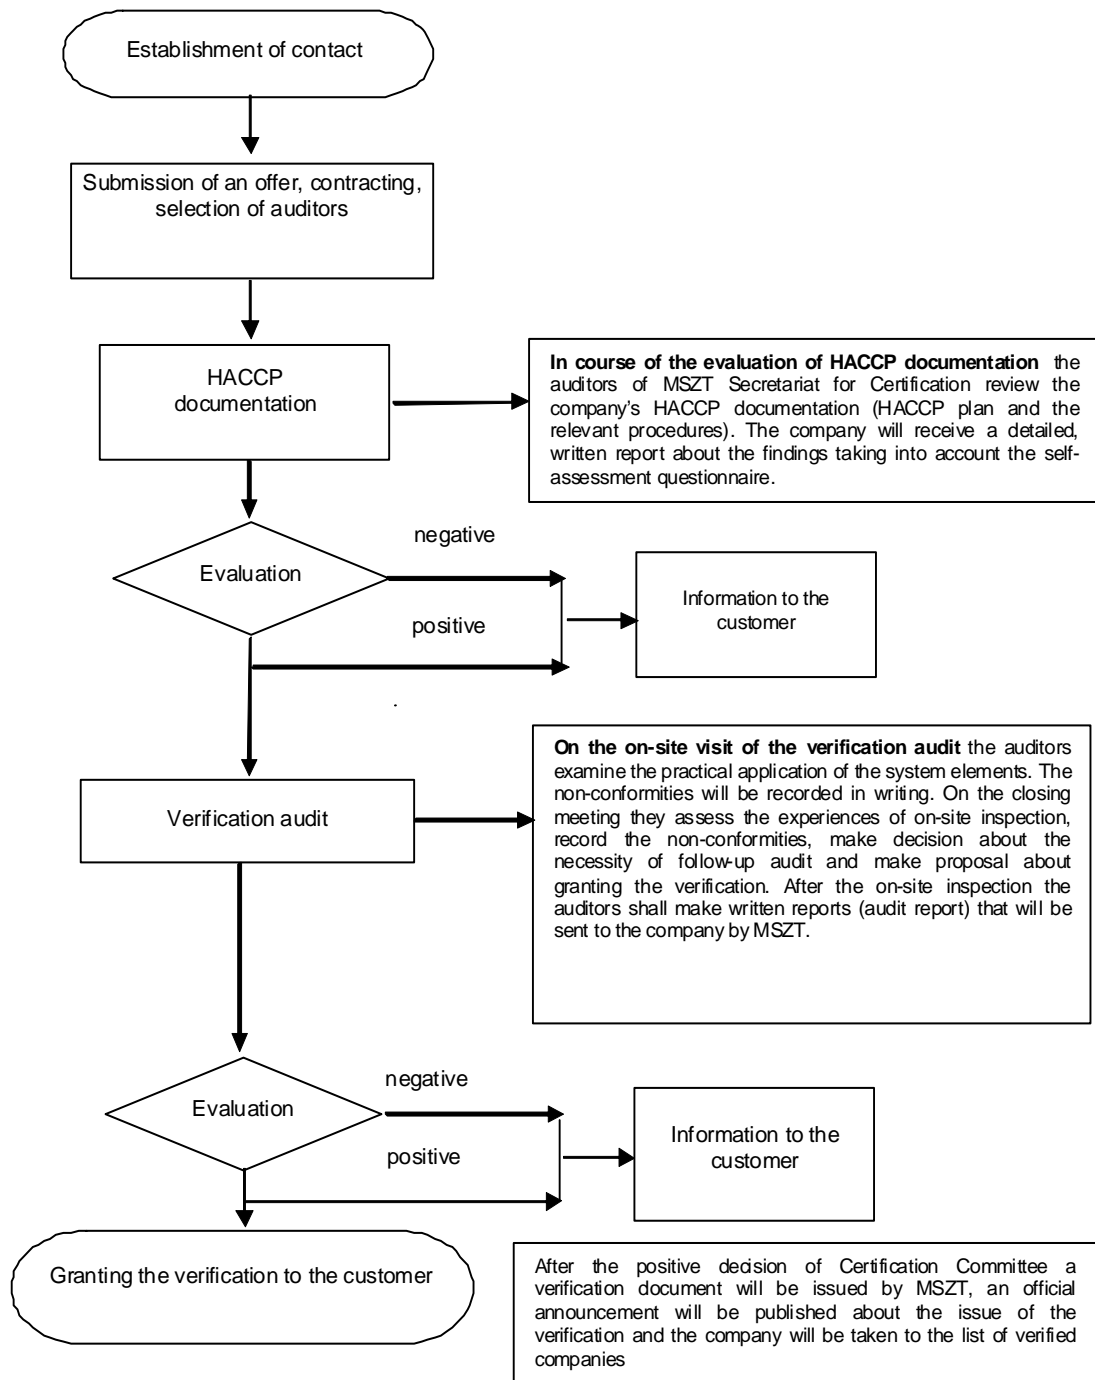 Establishment of contact
Submission of an offer, contracting,
selection of auditors
HACCP
documentation
In course of the evaluation of HACCP documentation the
auditors of MSZT Secretariat for Certification review the
company's HACCP documentation (HACCP plan and the
relevant procedures). The company will receive a detailed,
written report about the findings taking into account the self-
assessment questionnaire.
negative
Evaluation
positive
Information to the
customer
On the on-site visit of the verification audit the auditors
examine the practical application of the system elements. The
non-conformities will be recorded in writing. On the closing
meeting they assess the experiences of on-site inspection,
record the non-conformities, make decision about the
necessity of follow-up audit and make proposal about
granting the verification. After the on-site inspection the
auditors shall make written reports (audit report) that will be
sent to the company by MSZT.
Verification audit
negative
Evaluation
positive
Information to the
customer
Granting the verification to the customer
After the positive decision of Certification Committee a
verification document will be issued by MSZT, an official
announcement will be published about the issue of the
verification and the company will be taken to the list of verified
companies